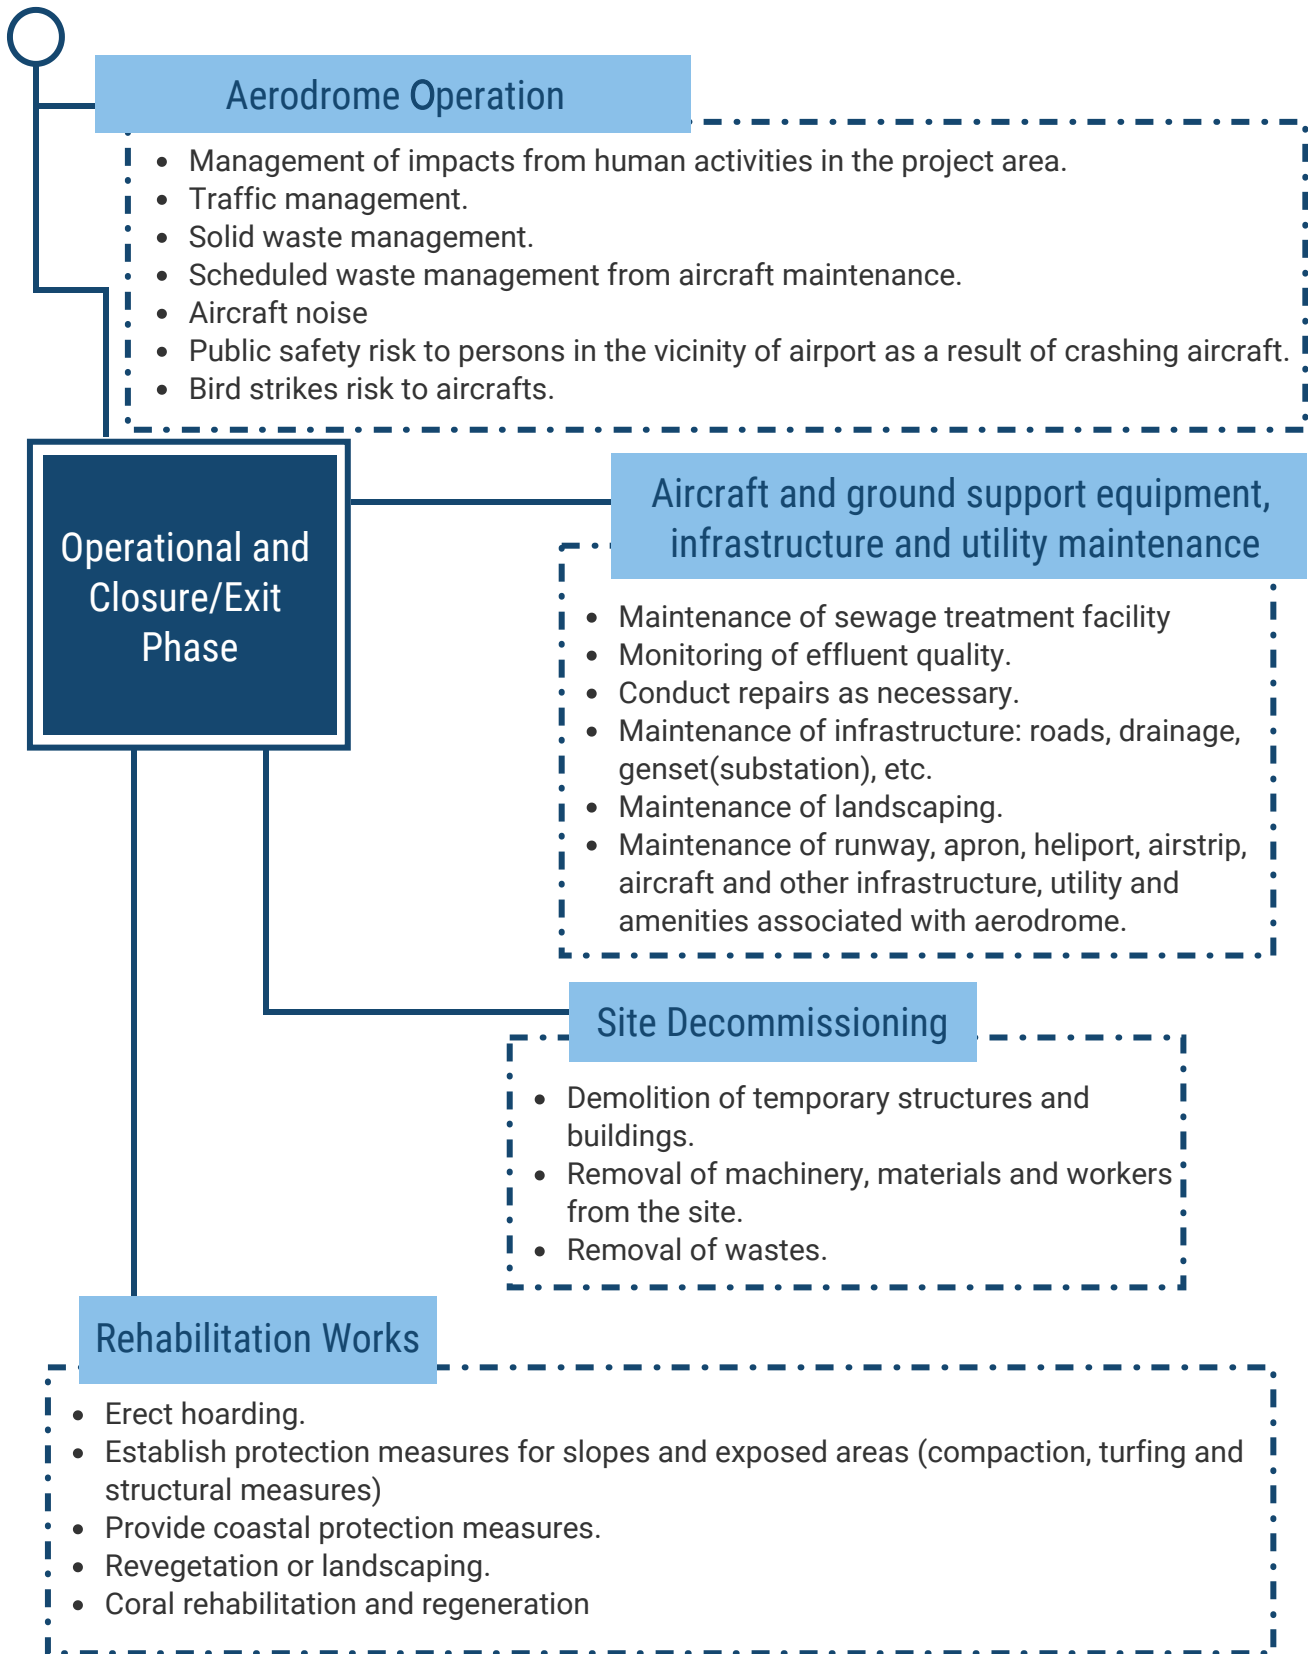 Aerodrome Operation
• Management of impacts from human activities in the project area.
• Traffic management.
• Solid waste management.
• Scheduled waste management from aircraft maintenance.
• Aircraft noise
• Public safety risk to persons in the vicinity of airport as a result of crashing aircraft.
• Bird strikes risk to aircrafts.
Operational and
Closure/Exit
Phase
Aircraft and ground support equipment,
infrastructure and utility maintenance
• Maintenance of sewage treatment facility
• Monitoring of effluent quality.
• Conduct repairs as necessary.
• Maintenance of infrastructure: roads, drainage,
genset(substation), etc.
• Maintenance of landscaping.
• Maintenance of runway, apron, heliport, airstrip,
aircraft and other infrastructure, utility and
amenities associated with aerodrome.
Site Decommissioning
• Demolition of temporary structures and
buildings.
• Removal of machinery, materials and workers
from the site.
• Removal of wastes.
Rehabilitation Works
• Erect hoarding.
• Establish protection measures for slopes and exposed areas (compaction, turfing and
structural measures)
• Provide coastal protection measures.
• Revegetation or landscaping.
• Coral rehabilitation and regeneration